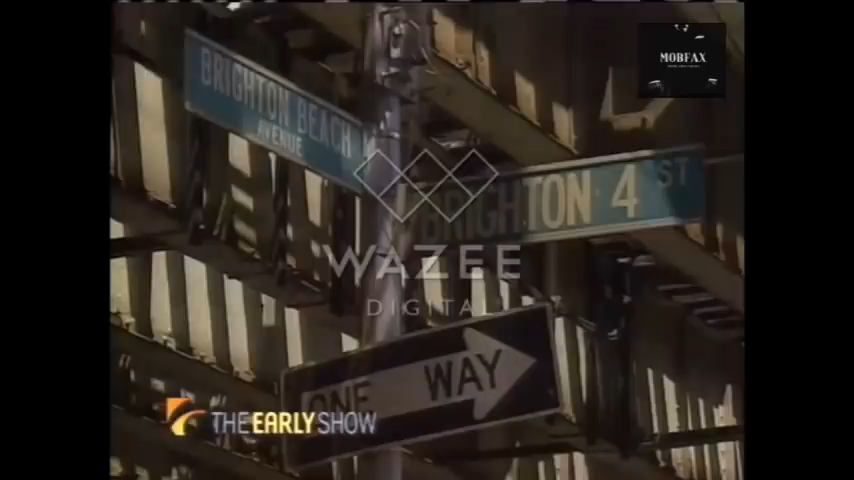 MOBFAX
BRIGHTON BEACH
AVENUE
BRIGHTON 4 ST
WAZEE
DIGITAL
ONE WAY
THE EARLY SHOW